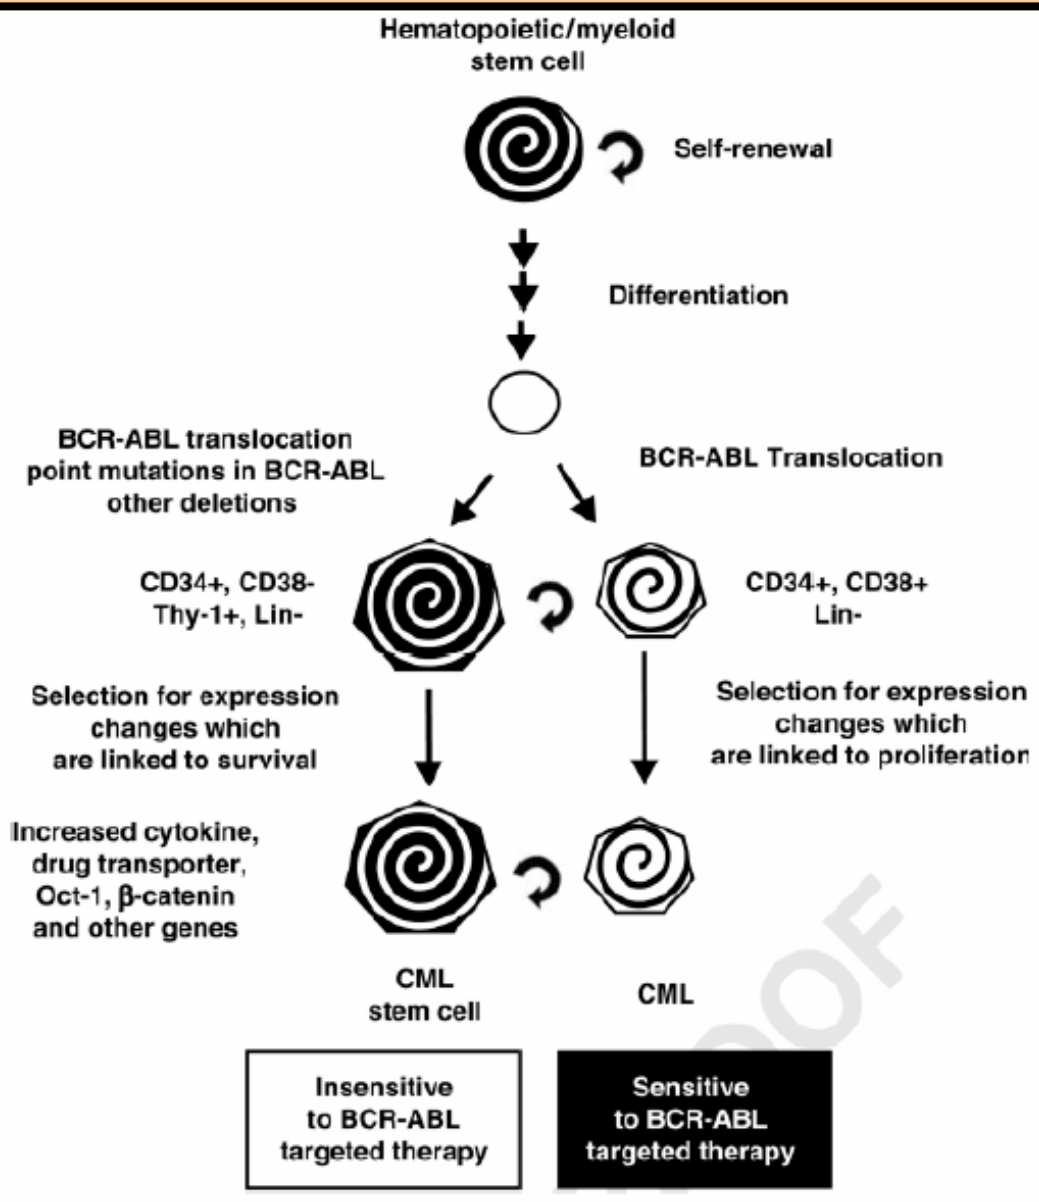 Hematopoietic/myeloid
stem cell
Self-renewal
Differentiation
BCR-ABL translocation
point mutations in BCR-ABL
other deletions
BCR-ABL Translocation
CD34+, CD38-
Thy-1+, Lin-
CD34+, CD38+
Lin-
Selection for expression
changes which
are linked to survival
Selection for expression
changes which
are linked to proliferation
Increased cytokine,
drug transporter,
Oct-1, β-catenin
and other genes
CML
stem cell
CML
Insensitive
to BCR-ABL
targeted therapy
Sensitive
to BCR-ABL
targeted therapy